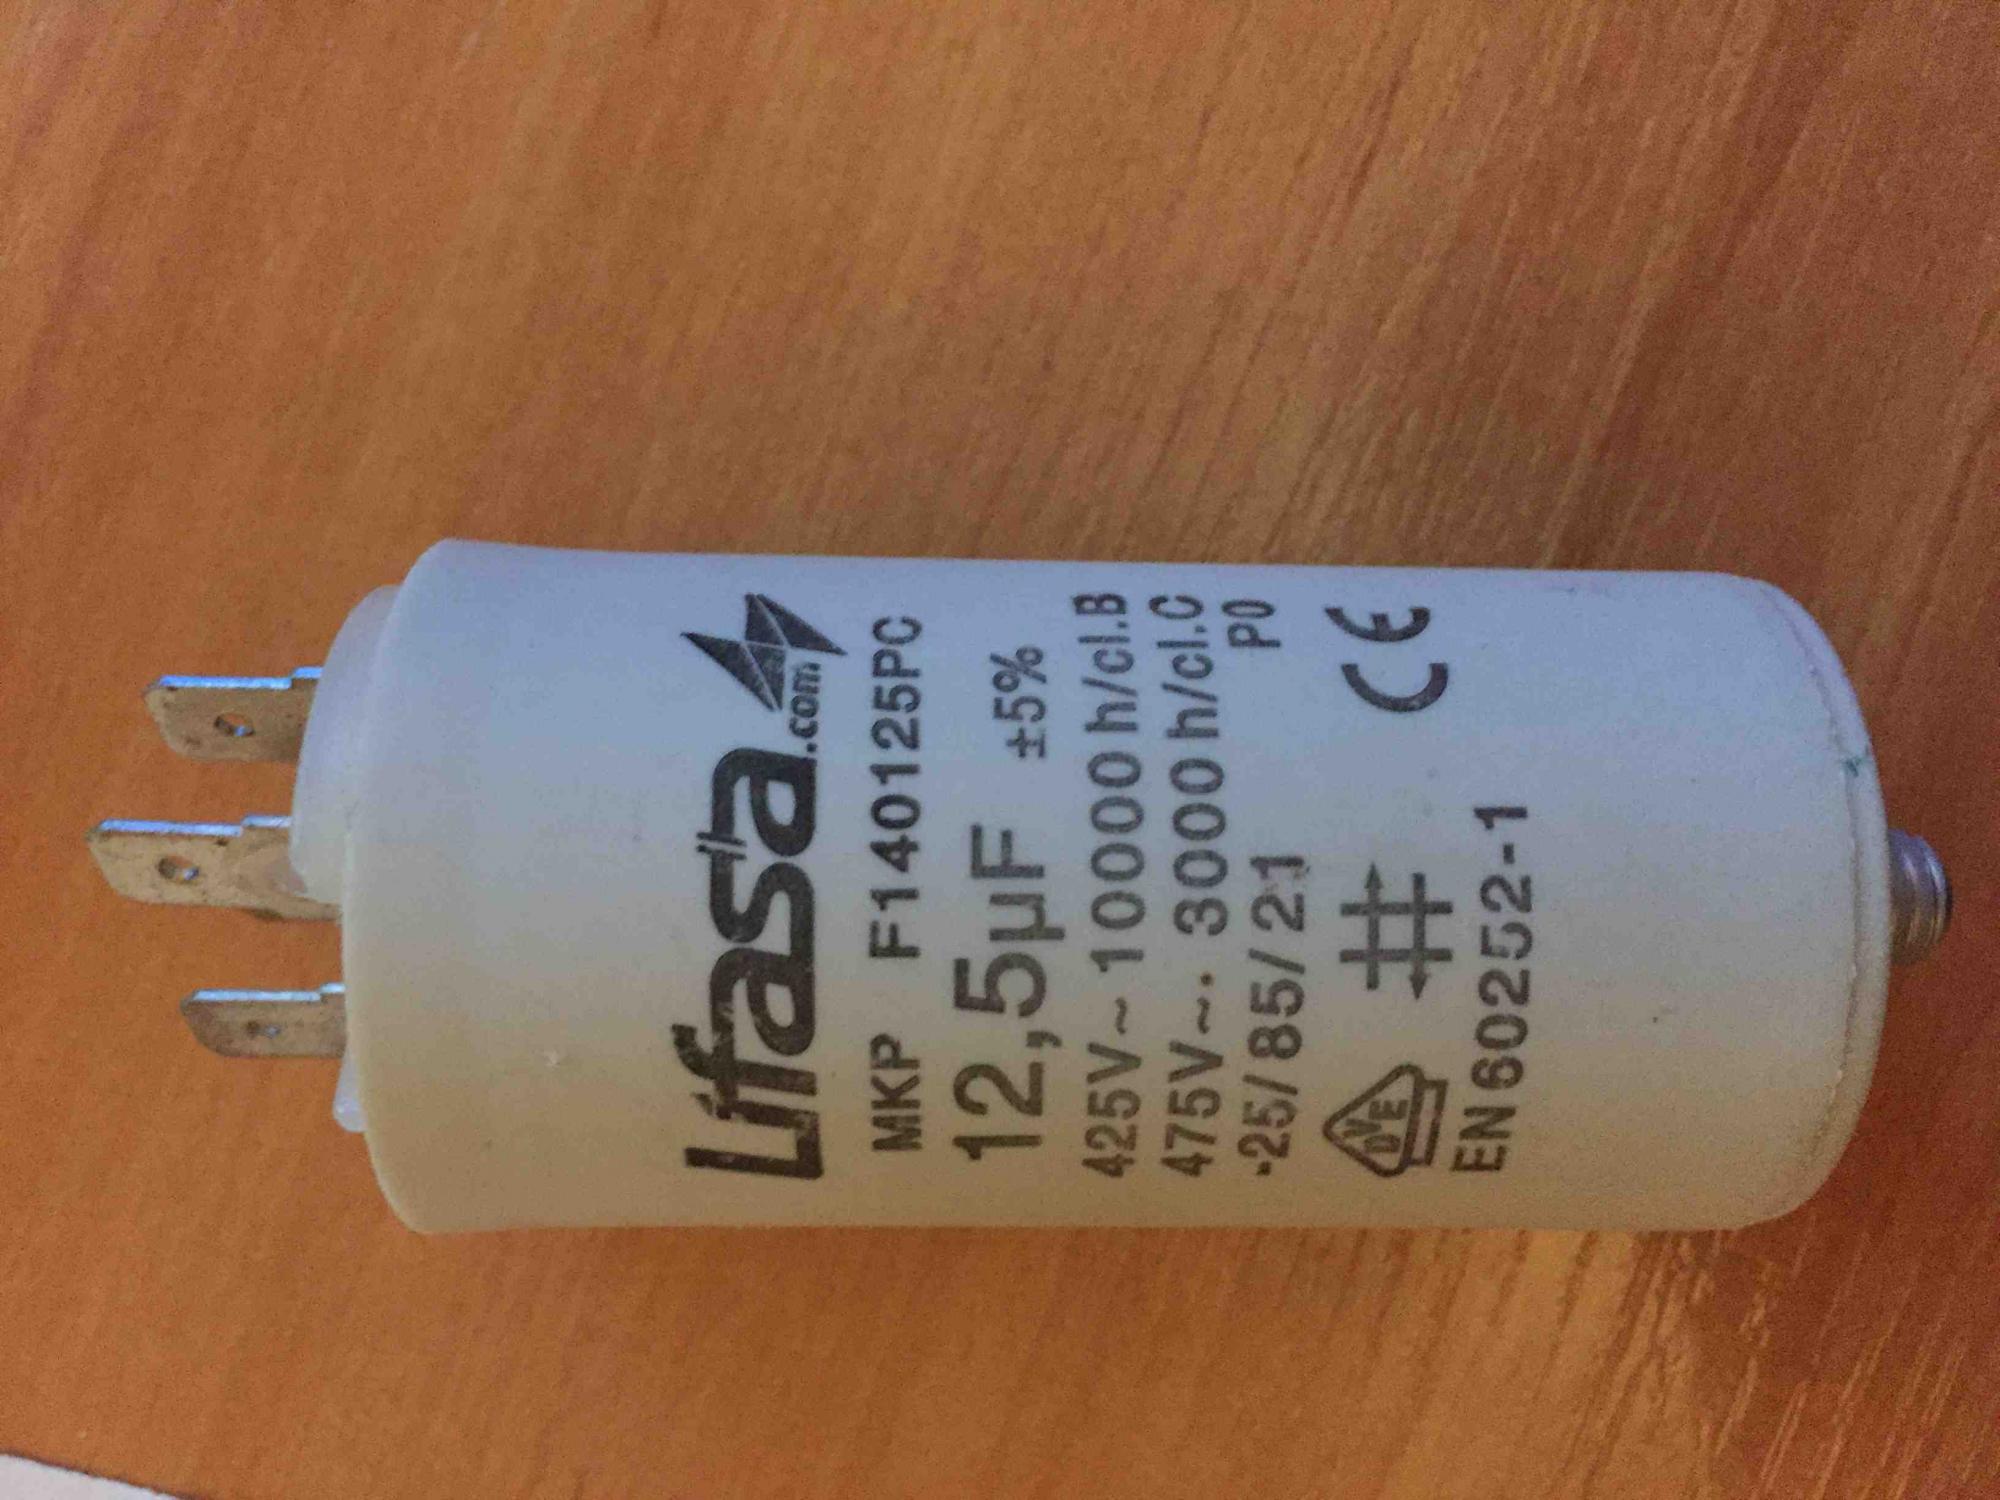 Lifasa.com
MKP F140125PC
12,5µF ±5%
425V~ 10000 h/cl.B
475V~. 3000 h/cl.C
-25/85/21 P0
VDE CE
EN 60252-1